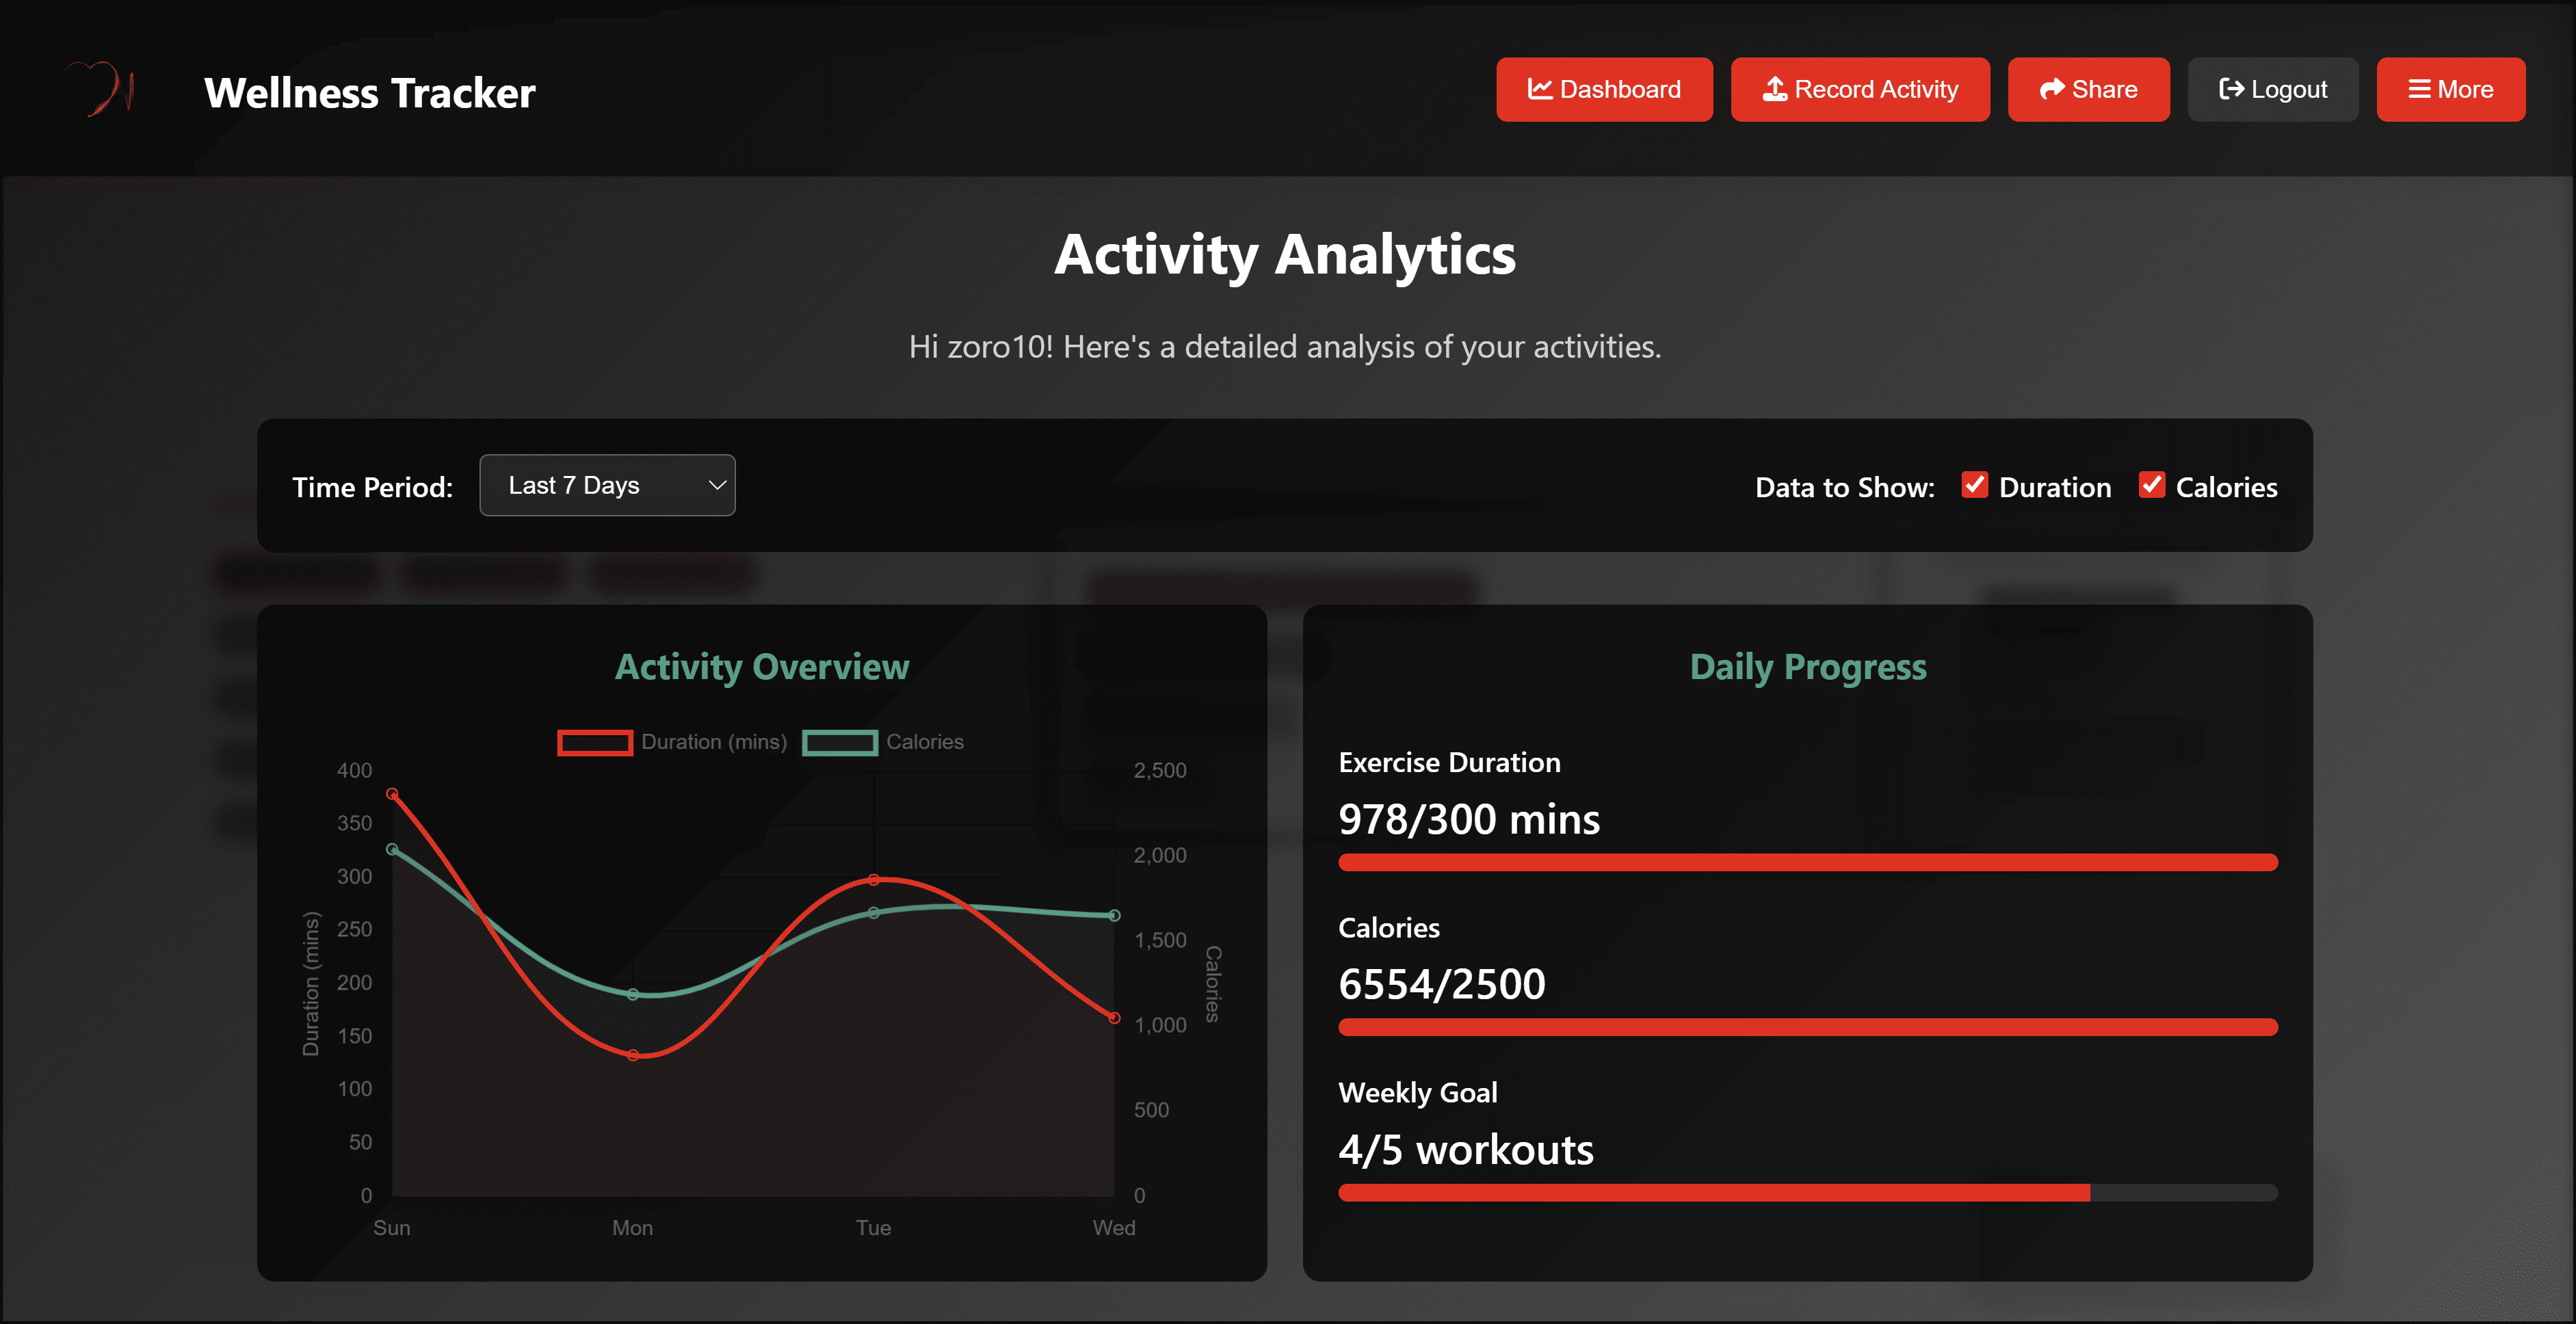 Wellness Tracker
Dashboard
Record Activity
Share
Logout
More
Activity Analytics
Hi zoro10! Here's a detailed analysis of your activities.
Time Period:
Last 7 Days
Data to Show:
Duration
Calories
Activity Overview
Duration (mins)
Calories
400
350
300
250
200
150
100
50
0
Duration (mins)
2,500
2,000
1,500
1,000
500
0
Calories
Sun
Mon
Tue
Wed
Daily Progress
Exercise Duration
978/300 mins
Calories
6554/2500
Weekly Goal
4/5 workouts